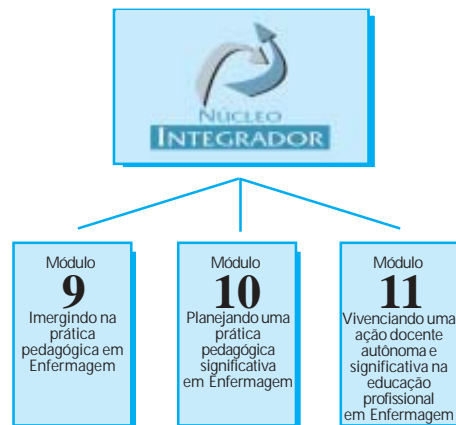 NÚCLEO
INTEGRADOR
Módulo
9
Imergindo na
prática
pedagógica em
Enfermagem
Módulo
10
Planejando uma
prática
pedagógica
significativa
em Enfermagem
Módulo
11
Vivenciando uma
ação docente
autônoma e
significativa na
educação
profissional
em Enfermagem